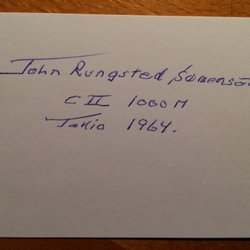 John Rungsted Sørensen
C II 1000 M
Tokio 1964.